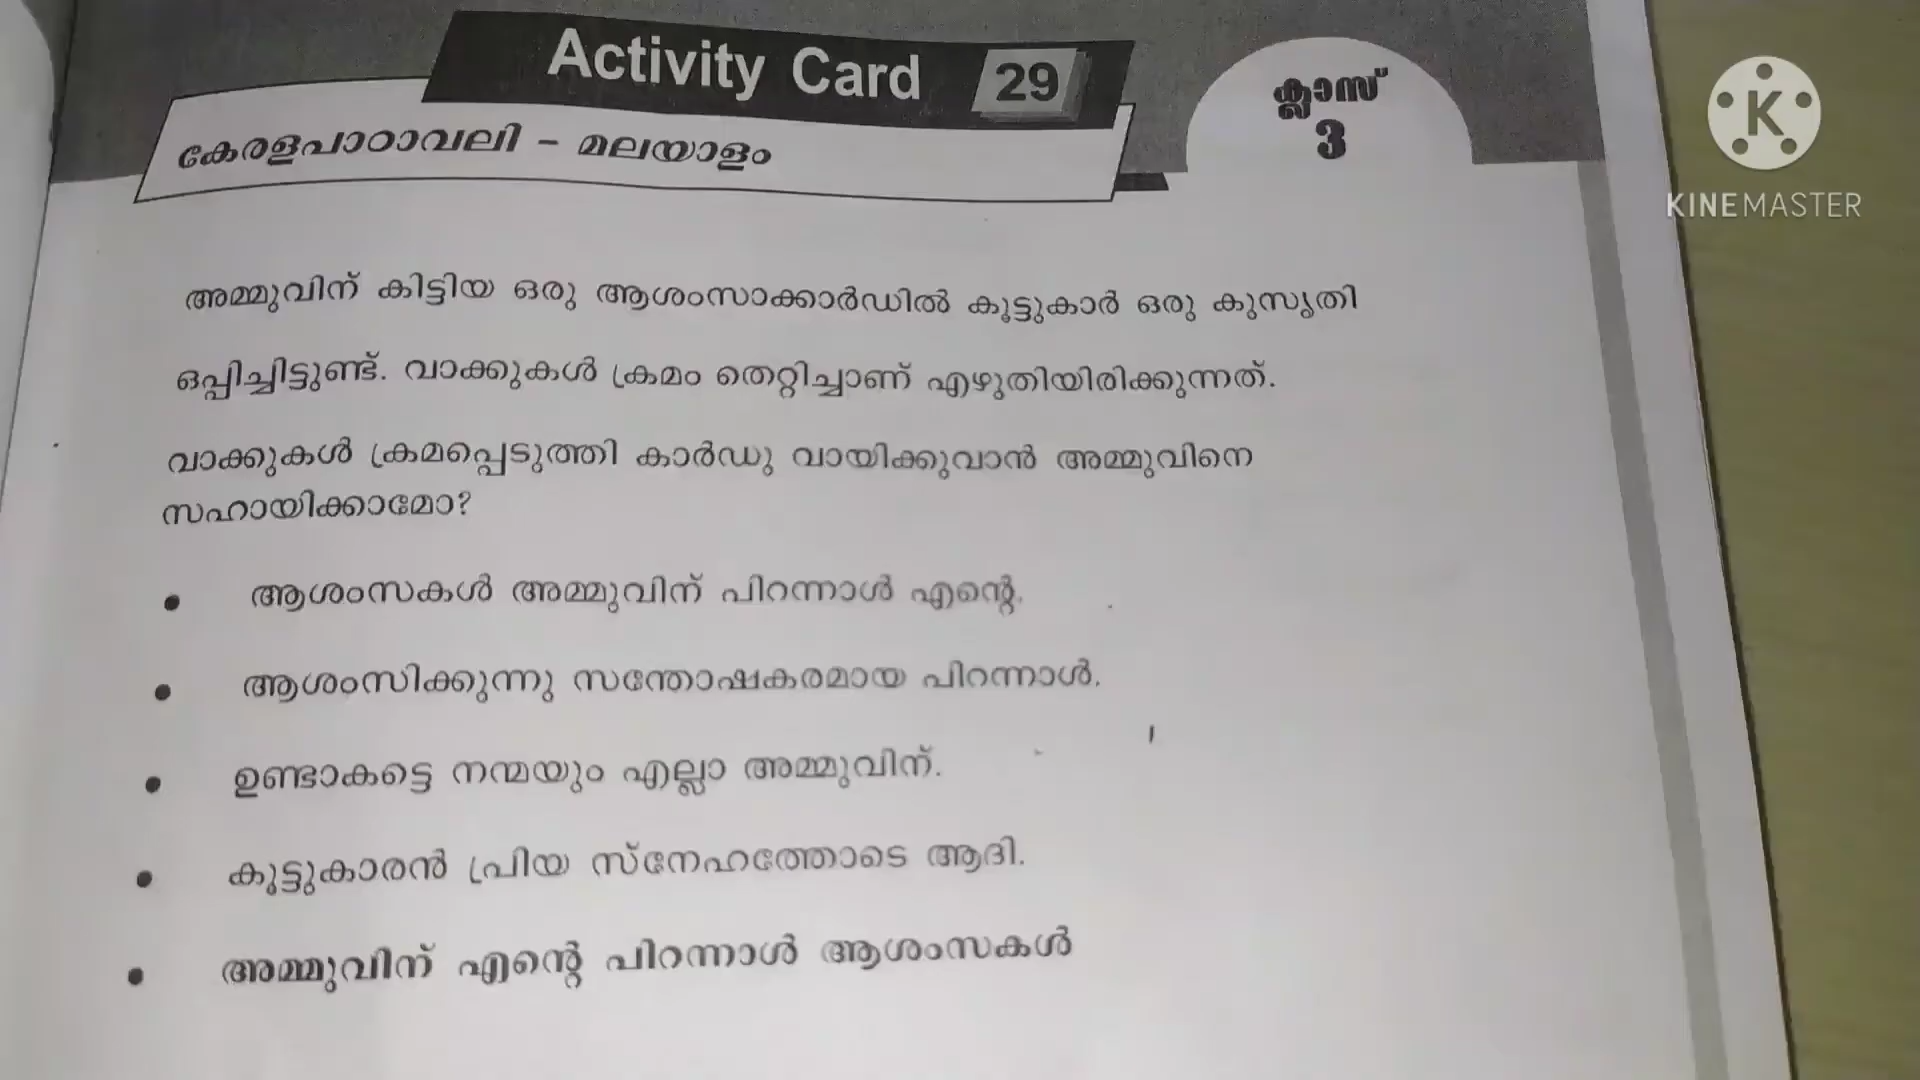 Activity Card 29
ക്ലാസ്
3
കേരളപാഠാവലി – മലയാളം
K
KINEMASTER
അമ്മുവിന് കിട്ടിയ ഒരു ആശംസാക്കാർഡിൽ കൂട്ടുകാർ ഒരു കുസൃതി
ഒപ്പിച്ചിട്ടുണ്ട്. വാക്കുകൾ ക്രമം തെറ്റിച്ചാണ് എഴുതിയിരിക്കുന്നത്.
വാക്കുകൾ ക്രമപ്പെടുത്തി കാർഡു വായിക്കുവാൻ അമ്മുവിനെ
സഹായിക്കാമോ?
• ആശംസകൾ അമ്മുവിന് പിറന്നാൾ എന്റെ.
• ആശംസിക്കുന്നു സന്തോഷകരമായ പിറന്നാൾ.
• ഉണ്ടാകട്ടെ നന്മയും എല്ലാ അമ്മുവിന്.
• കൂട്ടുകാരൻ പ്രിയ സ്നേഹത്തോടെ ആദി.
• അമ്മുവിന് എന്റെ പിറന്നാൾ ആശംസകൾ